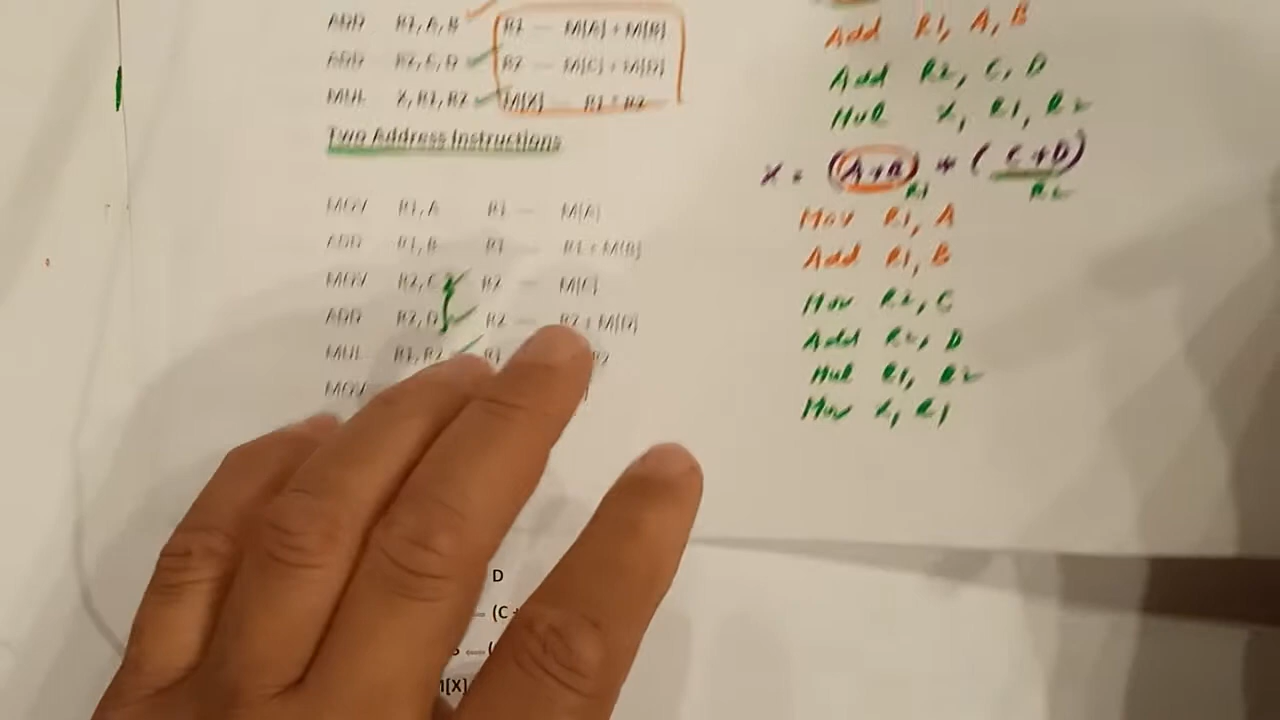 ADD R1, A, B R1 ← M[A] + M[B]
ADD R2, C, D R2 ← M[C] + M[D]
MUL X, R1, R2 M[X] ← R1 * R2
Two Address Instructions
MOV R1, A R1 ← M[A]
ADD R1, B R1 ← R1 + M[B]
MOV R2, C R2 ← M[C]
ADD R2, D R2 ← R2 + M[D]
MUL R1, R2 R1
MOV
D
← (C +
M[X]
Add R1, A, B
Add R2, C, D
Mul X, R1, R2
X = (A+B) * (C+D)
R1 R2
Mov R1, A
Add R1, B
Mov R2, C
Add R2, D
Mul R1, R2
Mov X, R1